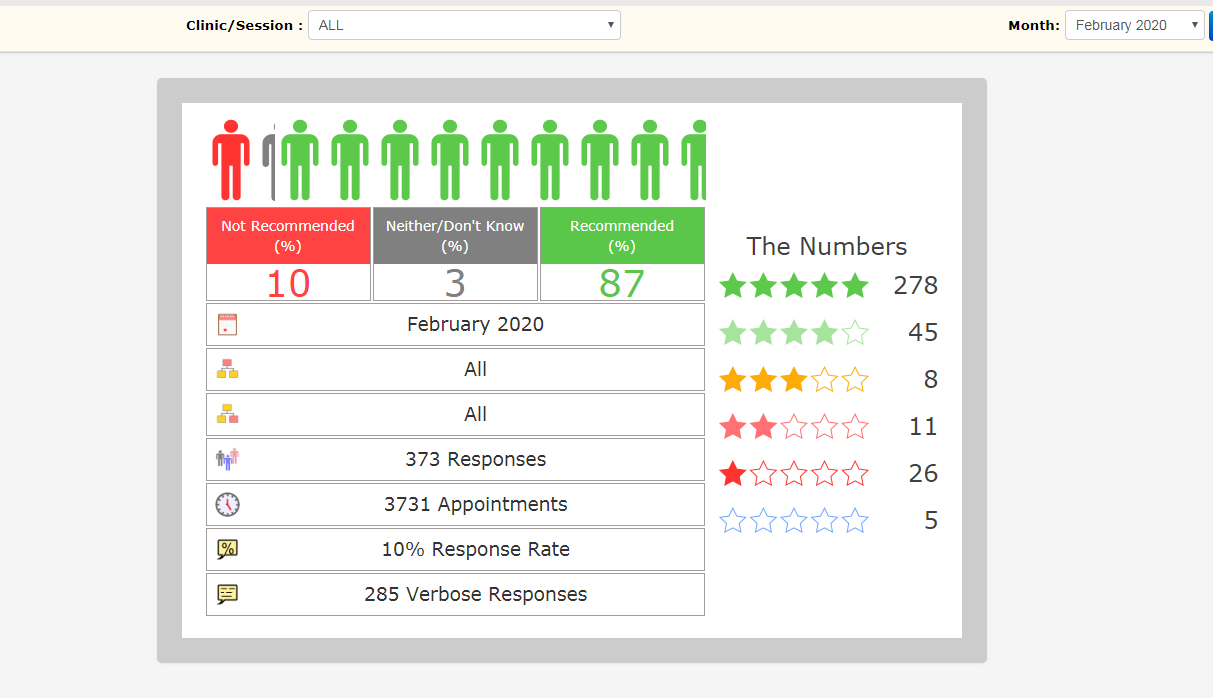 Clinic/Session : ALL Month: February 2020
Not Recommended (%)
Neither/Don't Know (%)
Recommended (%)
10 3 87
February 2020
All
All
373 Responses
3731 Appointments
10% Response Rate
285 Verbose Responses
The Numbers
278
45
8
11
26
5